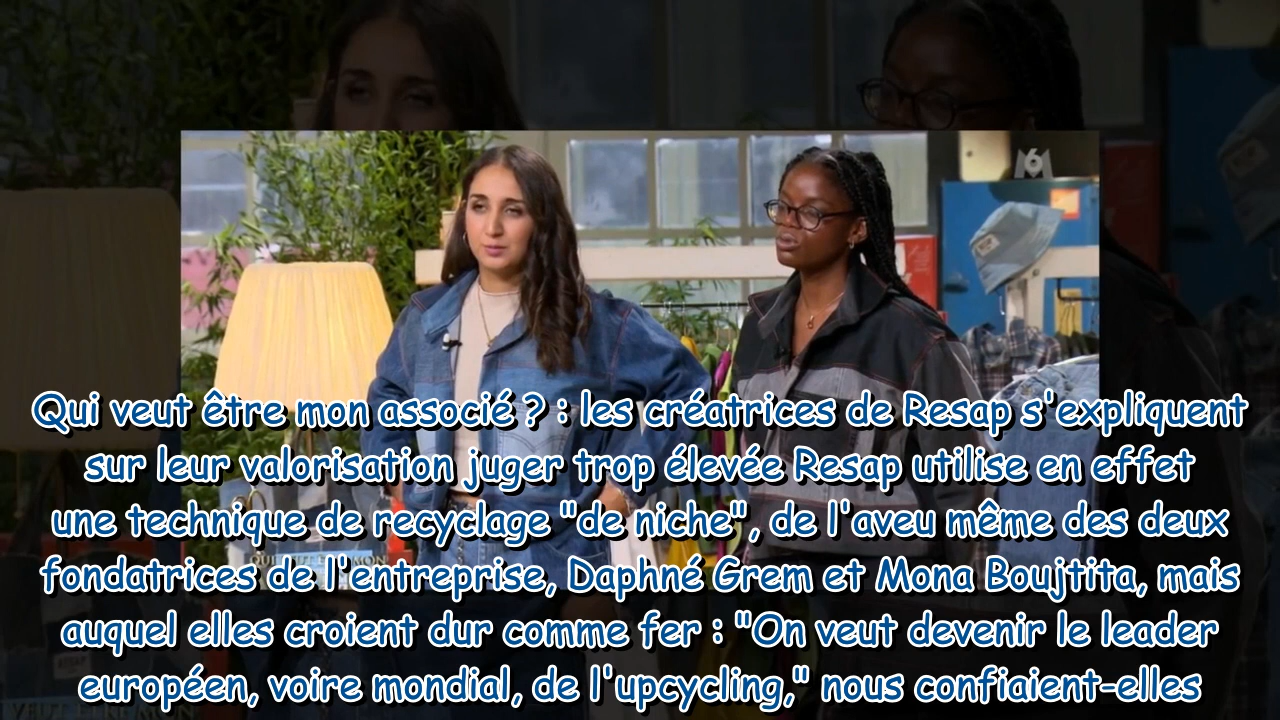 M6
Qui veut être mon associé ? : les créatrices de Resap s'expliquent
sur leur valorisation juger trop élevée Resap utilise en effet
une technique de recyclage "de niche", de l'aveu même des deux
fondatrices de l'entreprise, Daphné Grem et Mona Boujtita, mais
auquel elles croient dur comme fer : "On veut devenir le leader
européen, voire mondial, de l'upcycling," nous confiaient-elles